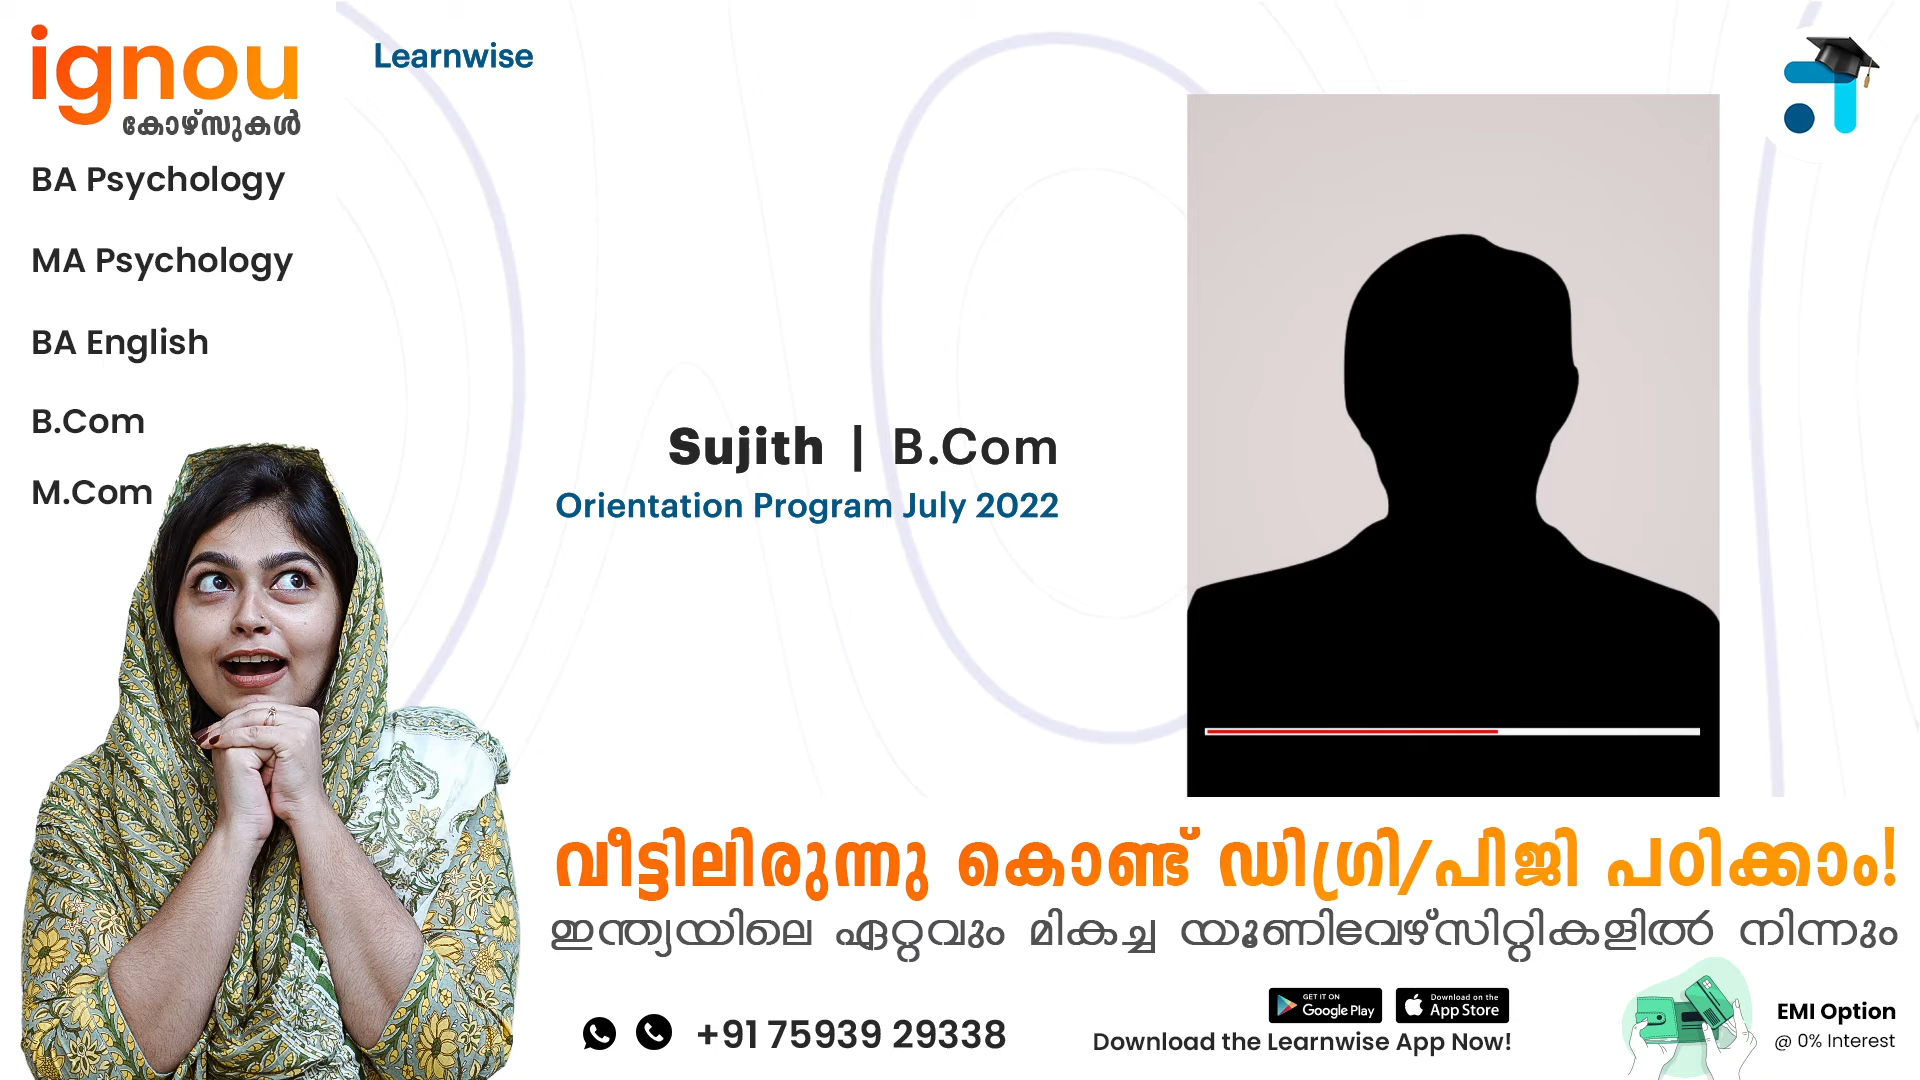 ignou
കോഴ്സുകൾ
Learnwise
BA Psychology
MA Psychology
BA English
B.Com
M.Com
Sujith | B.Com
Orientation Program July 2022
വീട്ടിലിരുന്നു കൊണ്ട് ഡിഗ്രി/പിജി പഠിക്കാം!
ഇന്ത്യയിലെ ഏറ്റവും മികച്ച യൂണിവേഴ്സിറ്റികളിൽ നിന്നും
+91 75939 29338
GET IT ON
Google Play
Download on the
App Store
Download the Learnwise App Now!
EMI Option
@ 0% Interest